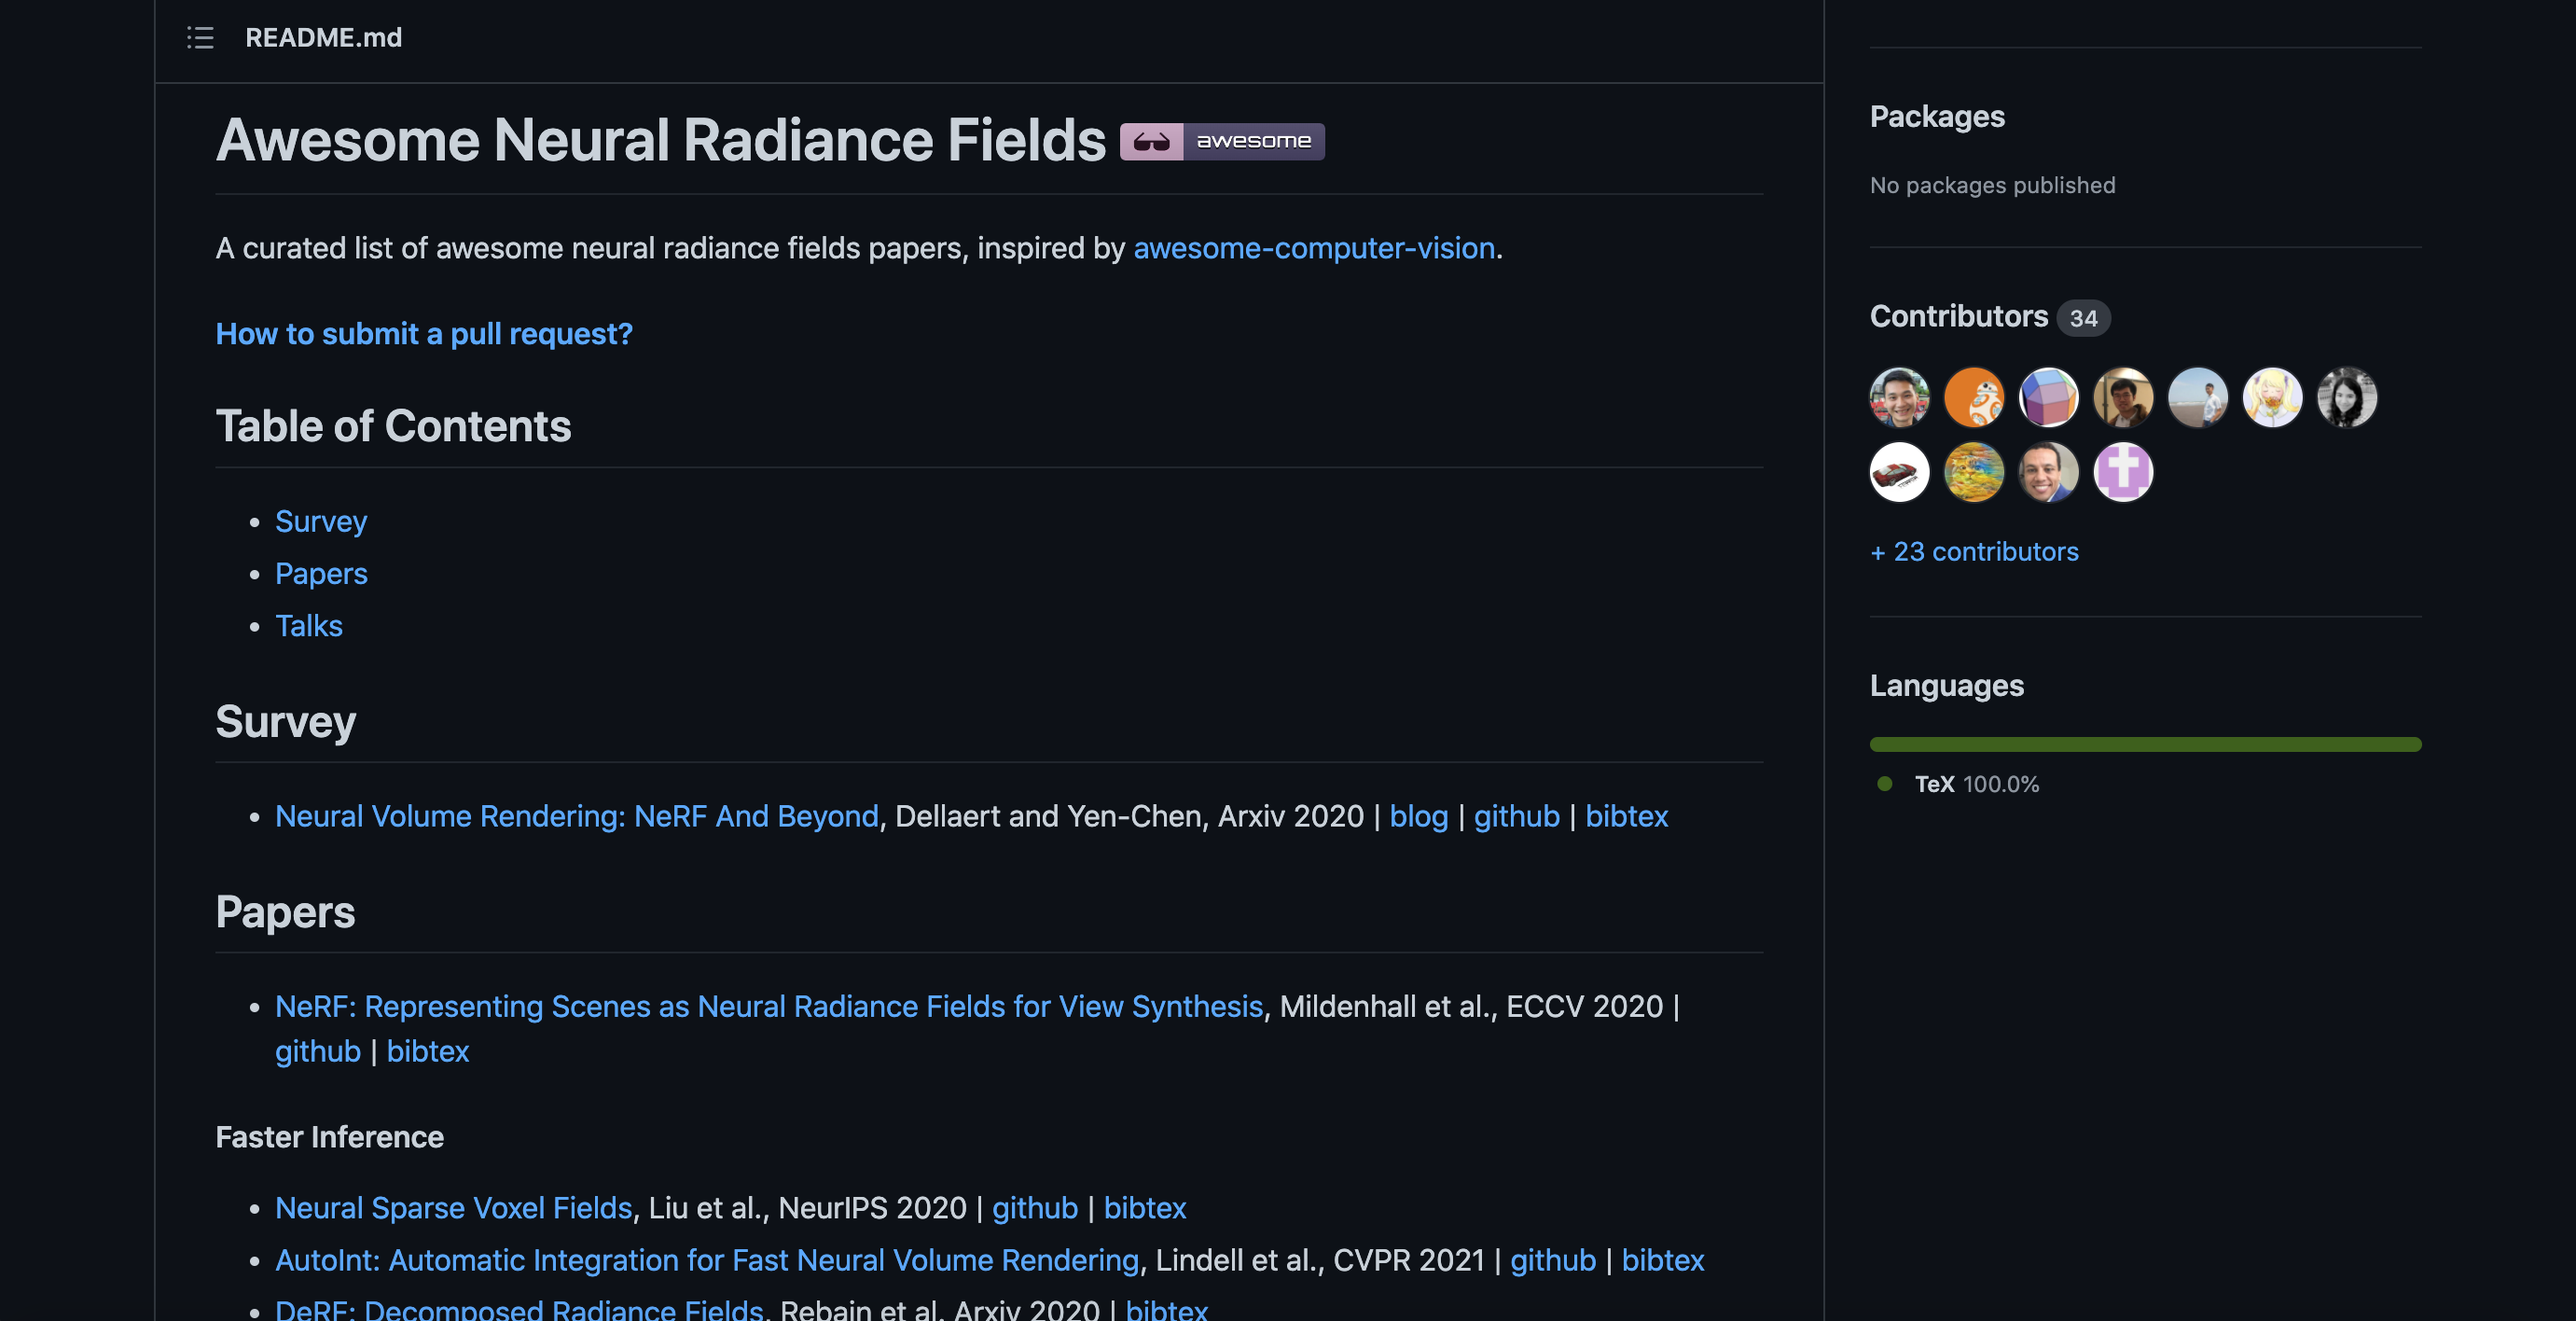 README.md
Awesome Neural Radiance Fields awesome
A curated list of awesome neural radiance fields papers, inspired by awesome-computer-vision.
How to submit a pull request?
Table of Contents
Survey
Papers
Talks
Survey
Neural Volume Rendering: NeRF And Beyond, Dellaert and Yen-Chen, Arxiv 2020 | blog | github | bibtex
Papers
NeRF: Representing Scenes as Neural Radiance Fields for View Synthesis, Mildenhall et al., ECCV 2020 |
github | bibtex
Faster Inference
Neural Sparse Voxel Fields, Liu et al., NeurIPS 2020 | github | bibtex
AutoInt: Automatic Integration for Fast Neural Volume Rendering, Lindell et al., CVPR 2021 | github | bibtex
DeRF: Decomposed Radiance Fields, Rebain et al. Arxiv 2020 | bibtex
Packages
No packages published
Contributors 34
+ 23 contributors
Languages
TeX 100.0%